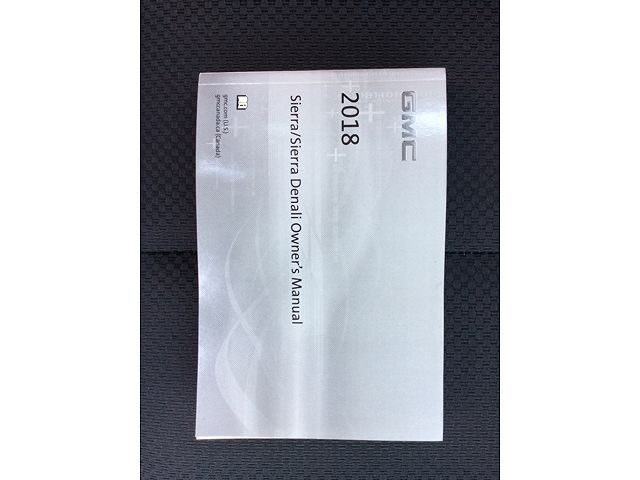 GMC
2018
Sierra/Sierra Denali Owner's Manual
gmc.com (U.S.)
gmccanada.ca (Canada)